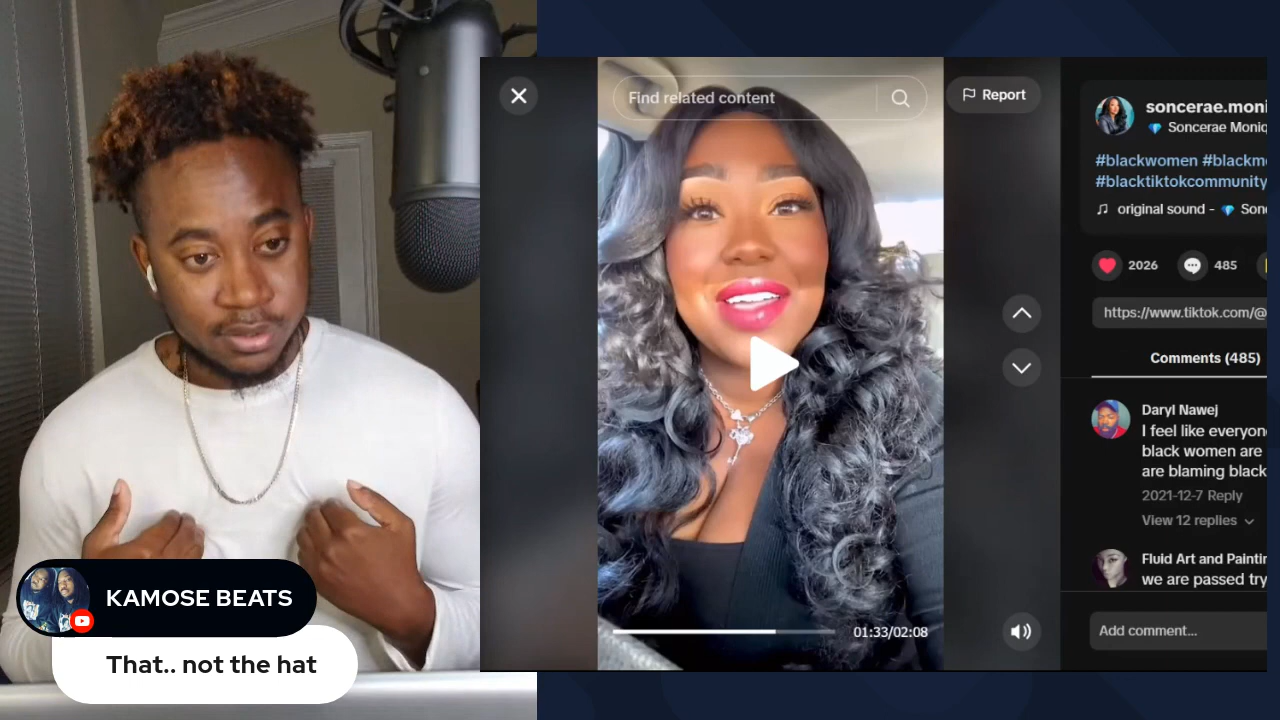 KAMOSE BEATS
That.. not the hat
Find related content
Report
01:33/02:08
soncerae.moni
Soncerae Moniq
#blackwomen #blackm
#blacktiktokcommunity
original sound - Son
2026
485
https://www.tiktok.com/@
Comments (485)
Daryl Nawej
I feel like everyon
black women are
are blaming black
2021-12-7 Reply
View 12 replies
Fluid Art and Paintin
we are passed try
Add comment...